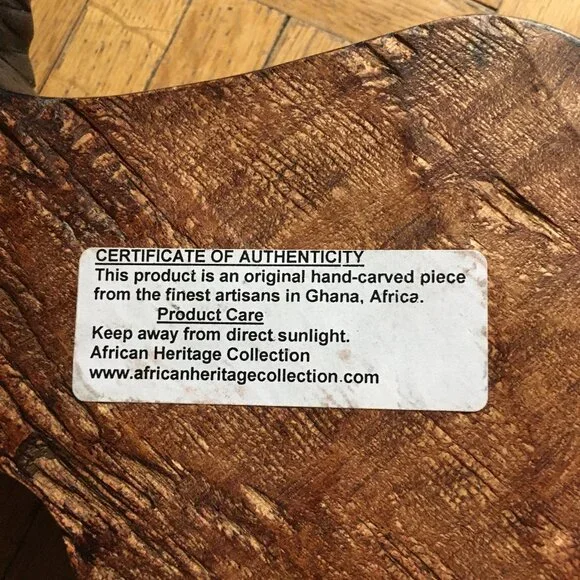 CERTIFICATE OF AUTHENTICITY
This product is an original hand-carved piece
from the finest artisans in Ghana, Africa.
Product Care
Keep away from direct sunlight.
African Heritage Collection
www.africanheritagecollection.com